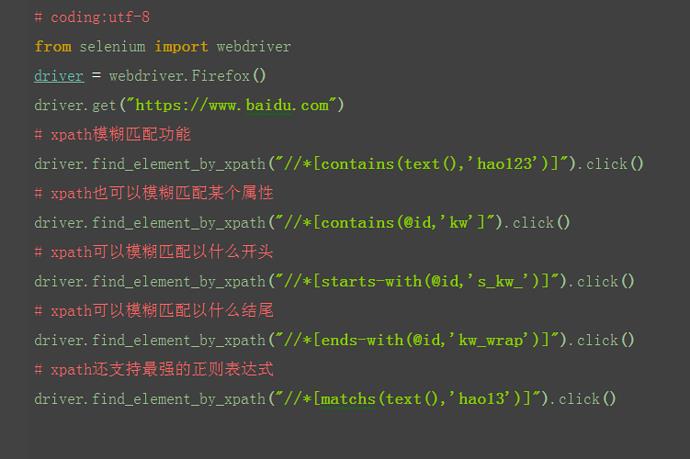 # coding:utf-8
from selenium import webdriver
driver = webdriver.Firefox()
driver.get("https://www.baidu.com")
# xpath模糊匹配功能
driver.find_element_by_xpath("//*[contains(text(),'hao123')]").click()
# xpath也可以模糊匹配某个属性
driver.find_element_by_xpath("//*[contains(@id,'kw']").click()
# xpath可以模糊匹配以什么开头
driver.find_element_by_xpath("//*[starts-with(@id,'s_kw_')]").click()
# xpath可以模糊匹配以什么结尾
driver.find_element_by_xpath("//*[ends-with(@id,'kw_wrap')]").click()
# xpath还支持最强的正则表达式
driver.find_element_by_xpath("//*[matchs(text(),'hao13')]").click()